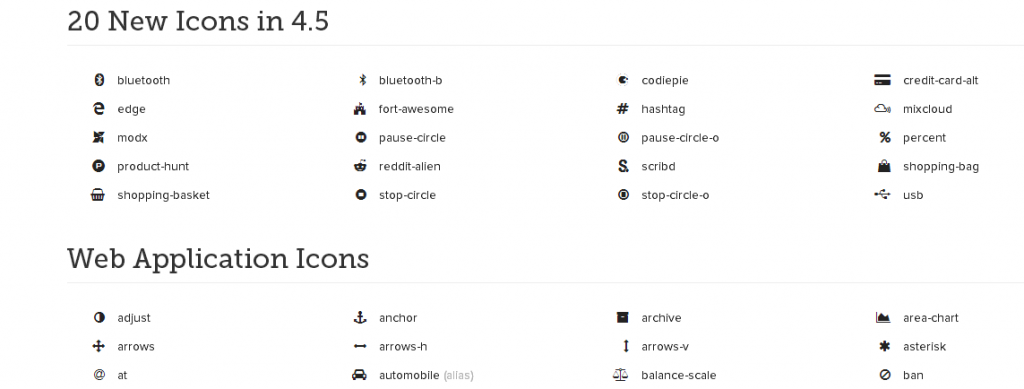 20 New Icons in 4.5
bluetooth bluetooth-b codiepie credit-card-alt
edge fort-awesome hashtag mixcloud
modx pause-circle pause-circle-o percent
product-hunt reddit-alien scribd shopping-bag
shopping-basket stop-circle stop-circle-o usb
Web Application Icons
adjust anchor archive area-chart
arrows arrows-h arrows-v asterisk
at automobile (alias) balance-scale ban